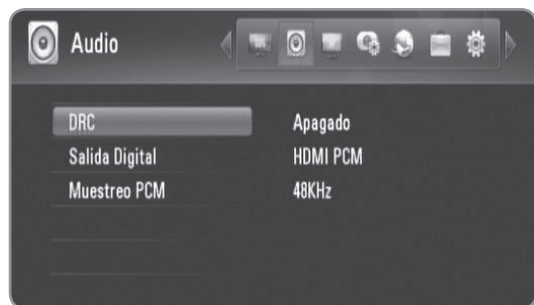 Audio
DRC Apagado
Salida Digital HDMI PCM
Muestreo PCM 48KHz